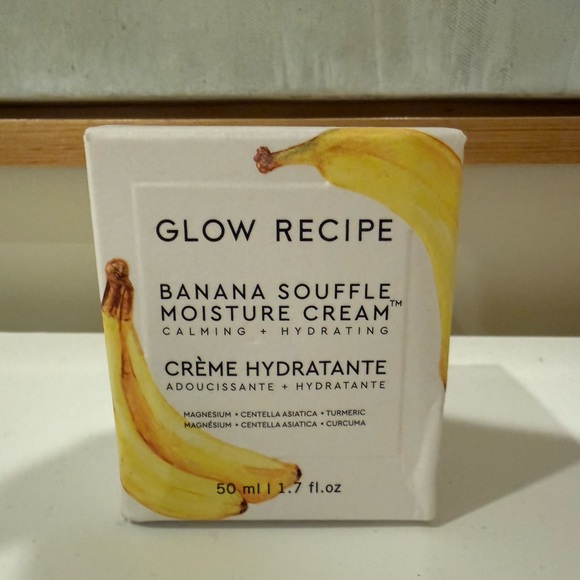 GLOW RECIPE
BANANA SOUFFLE
MOISTURE CREAM™
CALMING + HYDRATING
CRÈME HYDRATANTE
ADOUCISSANTE + HYDRATANTE
MAGNESIUM • CENTELLA ASIATICA • TURMERIC
MAGNÉSIUM • CENTELLA ASIATICA • CURCUMA
50 ml | 1.7 fl.oz